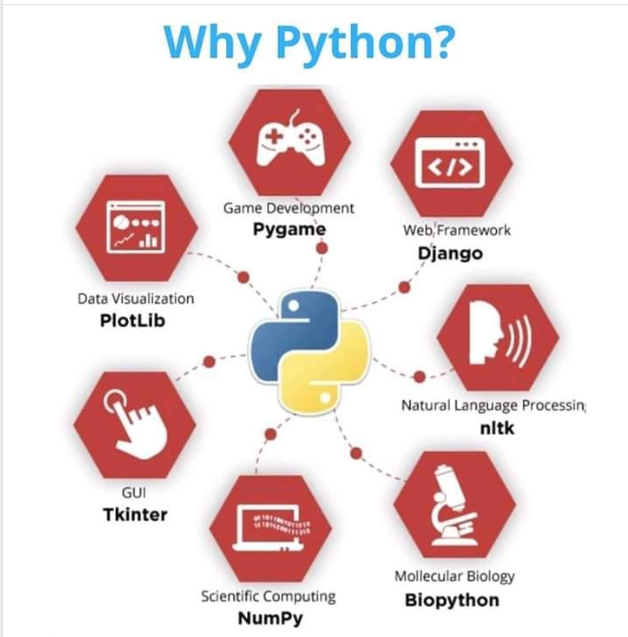 Why Python?
Game Development
Pygame
Web Framework
Django
Data Visualization
PlotLib
Natural Language Processin
nltk
GUI
Tkinter
Mollecular Biology
Biopython
Scientific Computing
NumPy